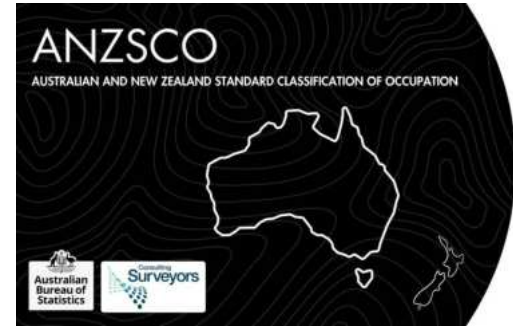 ANZSCO
AUSTRALIAN AND NEW ZEALAND STANDARD CLASSIFICATION OF OCCUPATION
Australian
Bureau of
Statistics
Consulting
Surveyors